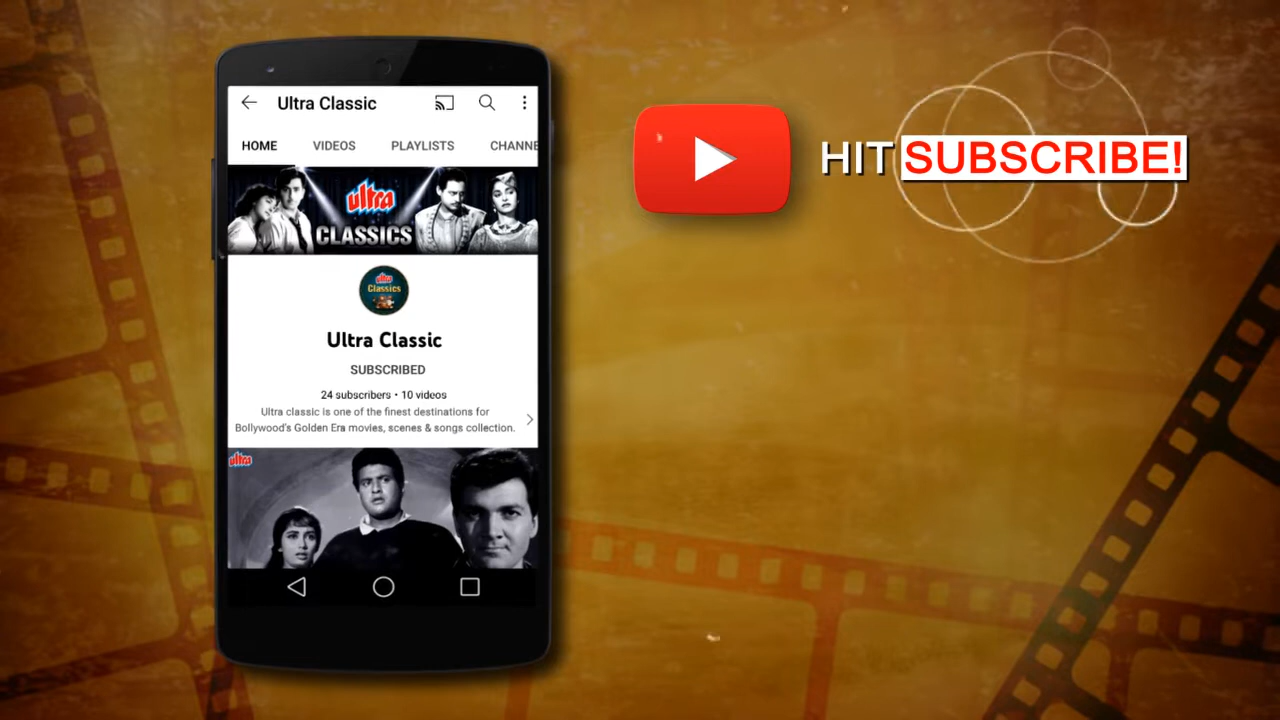 Ultra Classic
HOME VIDEOS PLAYLISTS CHANNE
ultra
CLASSICS
ultra
Classics
Ultra Classic
SUBSCRIBED
24 subscribers • 10 videos
Ultra classic is one of the finest destinations for
Bollywood's Golden Era movies, scenes & songs collection.
ultra
HIT SUBSCRIBE!